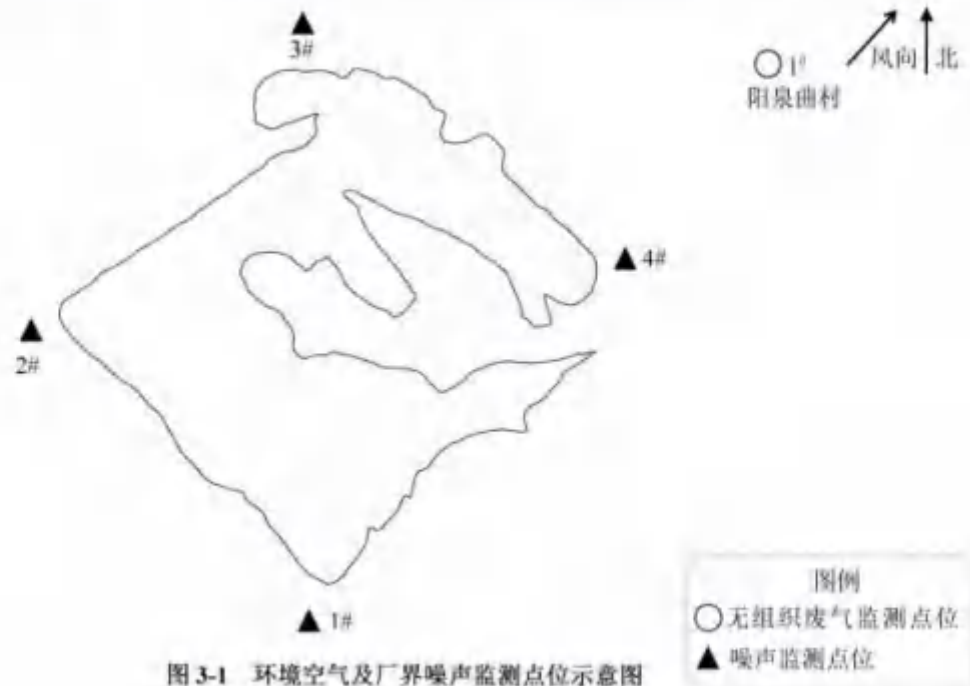 3#
1#
风向 北
阳泉曲村
4#
2#
1#
图例
无组织废气监测点位
噪声监测点位
图 3-1 环境空气及厂界噪声监测点位示意图